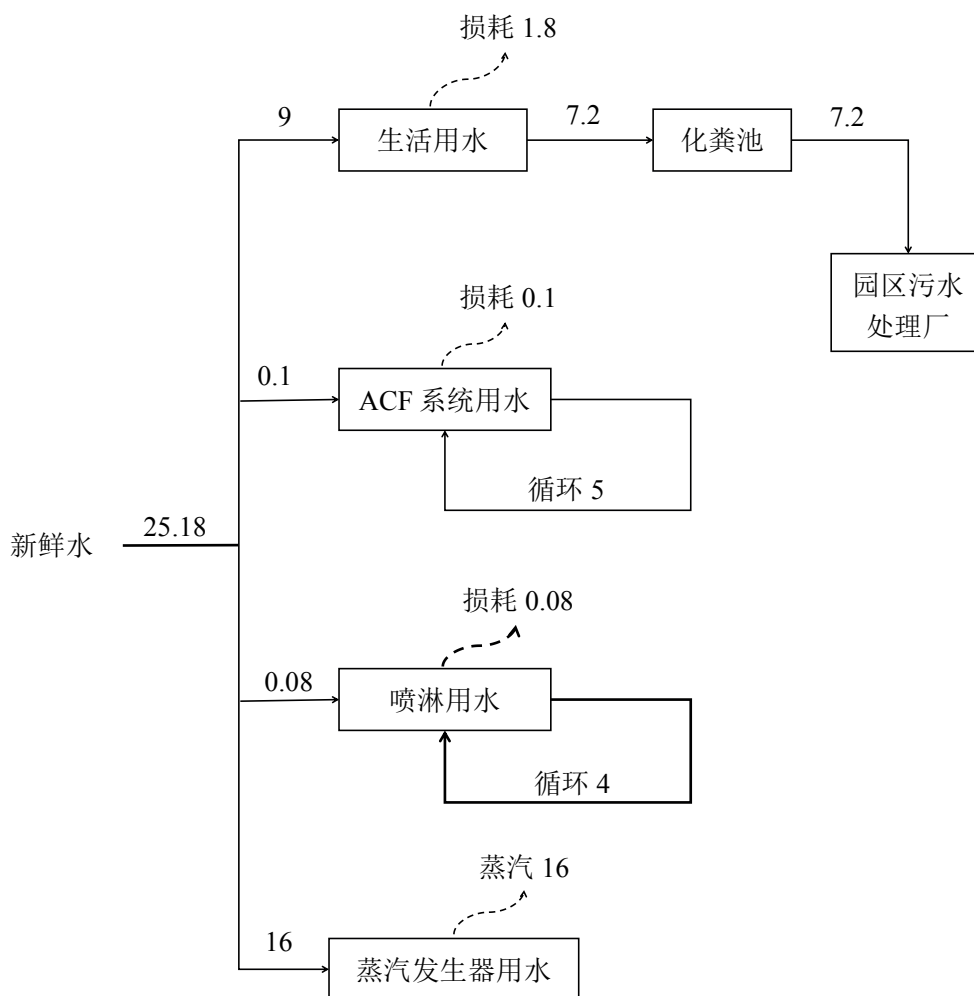 损耗 1.8
9
生活用水
7.2
化粪池
7.2
园区污水
处理厂
损耗 0.1
0.1
ACF 系统用水
循环 5
新鲜水
25.18
损耗 0.08
0.08
喷淋用水
循环 4
蒸汽 16
16
蒸汽发生器用水